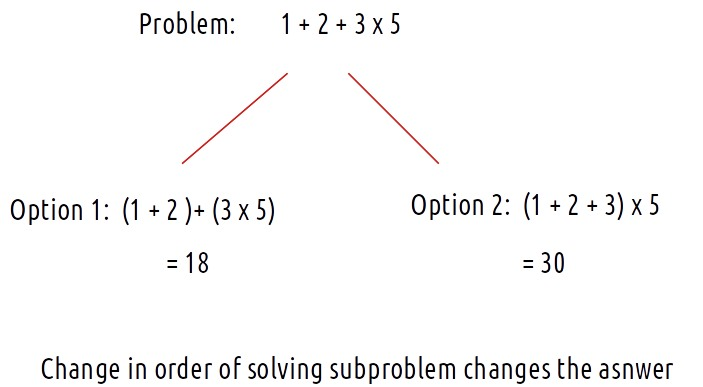 Problem: 1 + 2 + 3 x 5
Option 1: (1 + 2 )+ (3 x 5)
= 18
Option 2: (1 + 2 + 3) x 5
= 30
Change in order of solving subproblem changes the asnwer